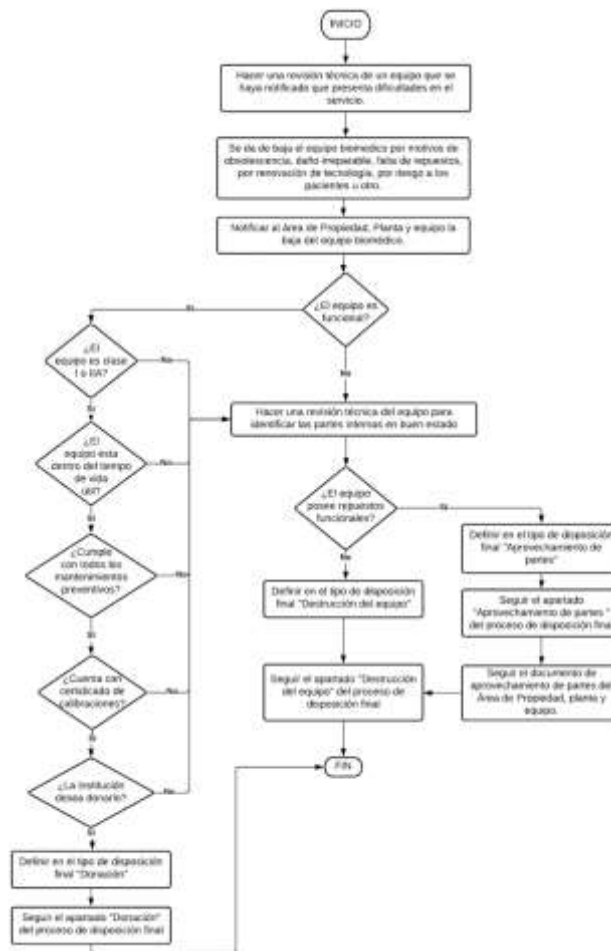 INICIO
Hacer una revisión técnica de un equipo que se
haya notificado que presenta dificultades en el
servicio.
Se da de baja el equipo biomedico por motivos de
obsolescencia, daño irreparable, falta de repuestos,
por renovación de tecnología, por riesgo a los
pacientes u otro.
Notificar al Área de Propiedad, Planta y equipo la
baja del equipo biomédico.
¿El equipo es
funcional?
Si
No
¿El
equipo es clase
I o IIA?
No
Si
Hacer una revisión técnica del equipo para
identificar las partes internas en buen estado
¿El
equipo esta
dentro del tiempo
de vida
útil?
No
Si
¿El equipo
posee repuestos
funcionales?
Si
No
Definir en el tipo de disposición
final "Aprovechamiento de
partes"
¿Cumple
con todos los
mantenimientos
preventivos?
No
Si
Definir en el tipo de disposición
final "Destrucción del equipo"
Seguir el apartado
"Aprovechamiento de partes "
del proceso de disposición final
¿Cuenta con
certidicado de
calibraciones?
No
Si
Seguir el apartado "Destrucción
del equipo" del proceso de
disposición final
Seguir el documento de
aprovechamiento de partes del
Área de Propiedad, planta y
equipo.
FIN
¿La institución
desea donarlo?
No
Si
Definir en el tipo de disposición
final "Donación"
Seguir el apartado "Donación"
del proceso de disposición final